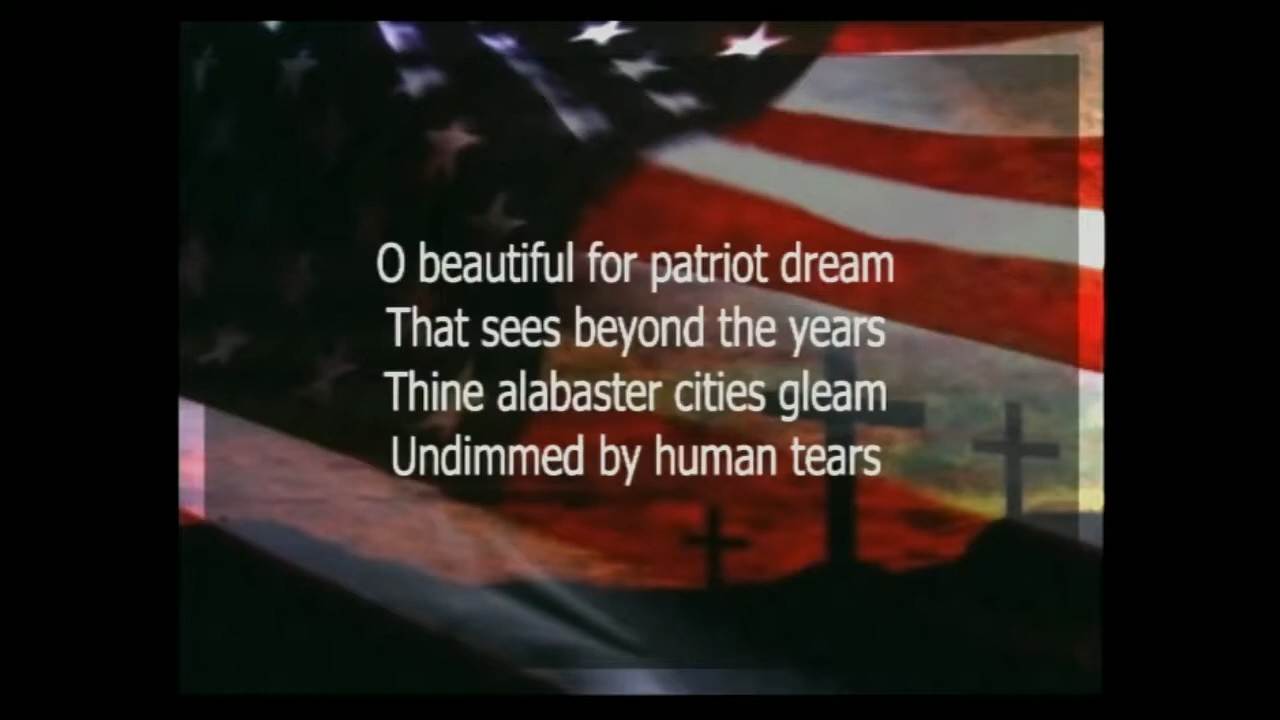 O beautiful for patriot dream
That sees beyond the years
Thine alabaster cities gleam
Undimmed by human tears